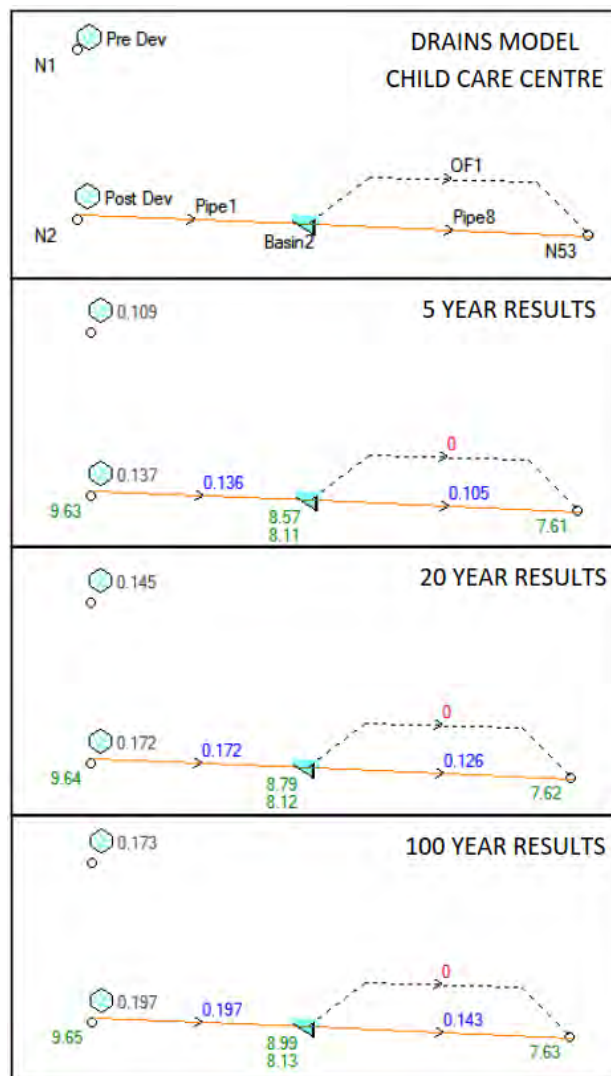 Pre Dev
N1
DRAINS MODEL
CHILD CARE CENTRE
OF1
Post Dev
Pipe1
Pipe8
N2
Basin2
N53
5 YEAR RESULTS
0.109
0
0.137
0.136
0.105
9.63
8.57
8.11
7.61
20 YEAR RESULTS
0.145
0
0.172
0.172
0.126
9.64
8.79
8.12
7.62
100 YEAR RESULTS
0.173
0
0.197
0.197
0.143
9.65
8.99
8.13
7.63